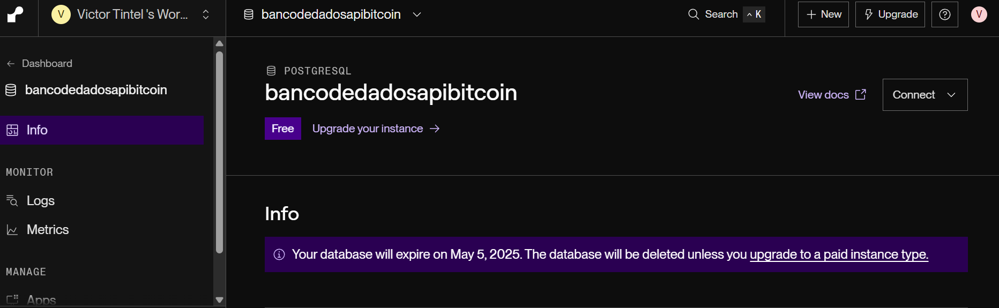 V Victor Tintel 's Wor...
bancodedadosapibitcoin
Search ^ K
+ New
Upgrade
V
← Dashboard
bancodedadosapibitcoin
Info
MONITOR
Logs
Metrics
MANAGE
Apps
POSTGRESQL
bancodedadosapibitcoin
View docs
Connect
Free
Upgrade your instance →
Info
Your database will expire on May 5, 2025. The database will be deleted unless you upgrade to a paid instance type.